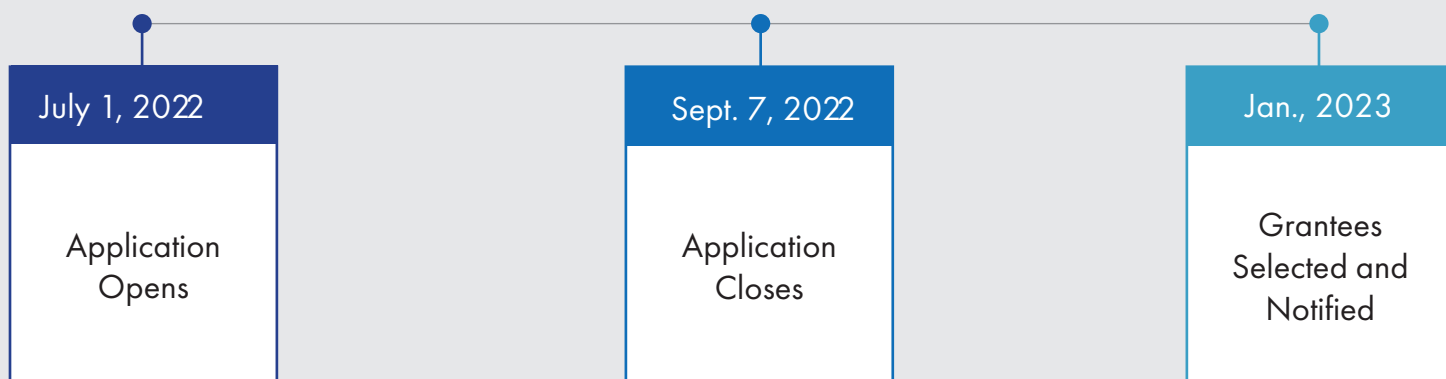 July 1, 2022
Application
Opens
Sept. 7, 2022
Application
Closes
Jan., 2023
Grantees
Selected and
Notified